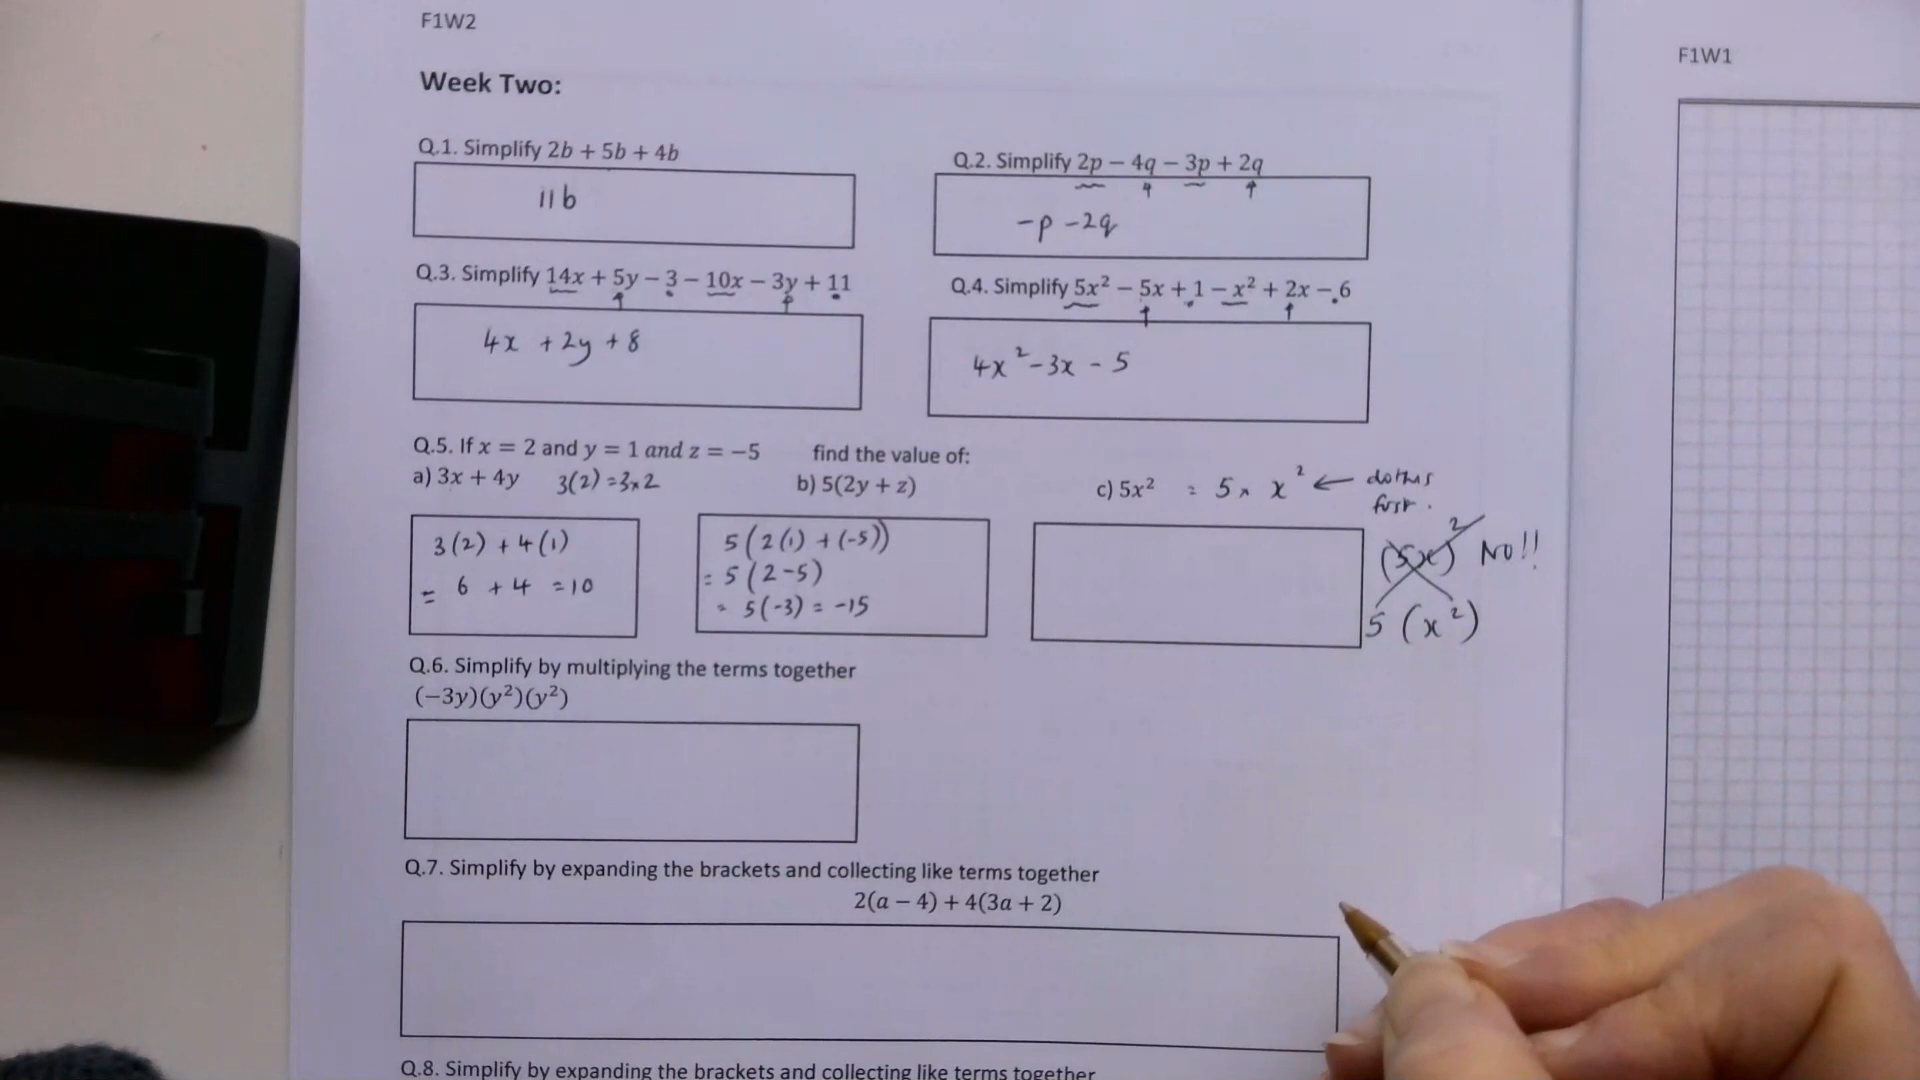 F1W2
F1W1
Week Two:
Q.1. Simplify 2b + 5b + 4b
11b
Q.2. Simplify 2p − 4q − 3p + 2q
-p -2q
Q.3. Simplify 14x + 5y − 3 − 10x − 3y + 11
4x +2y +8
Q.4. Simplify 5x² − 5x + 1 − x² + 2x − 6
4x² -3x - 5
Q.5. If x = 2 and y = 1 and z = −5 find the value of:
a) 3x + 4y 3(2) = 3×2
3(2) + 4(1)
= 6 + 4 = 10
b) 5(2y + z)
5(2(1) + (-5))
= 5(2-5)
= 5(-3) = -15
c) 5x² = 5 × x² ← do this
first.
(5x)² NO!!
5(x²)
Q.6. Simplify by multiplying the terms together
(−3y)(y²)(y²)
Q.7. Simplify by expanding the brackets and collecting like terms together
2(a − 4) + 4(3a + 2)
Q.8. Simplify by expanding the brackets and collecting like terms together